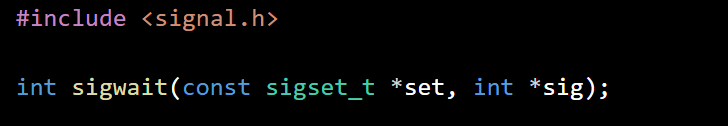 #include <signal.h>
int sigwait(const sigset_t *set, int *sig);